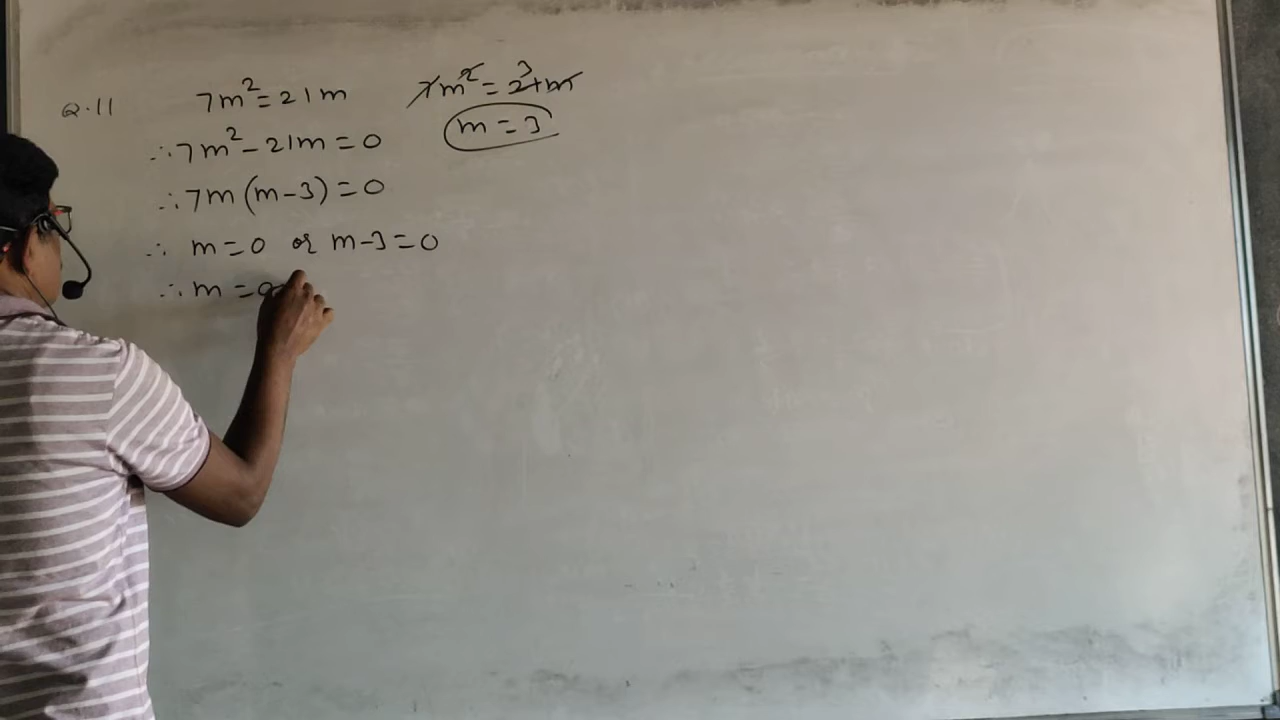 Q.11 7m² = 21m
∴ 7m² - 21m = 0
∴ 7m (m - 3) = 0
∴ m = 0 or m - 3 = 0
∴ m = 0
7m² = 21m
m = 3